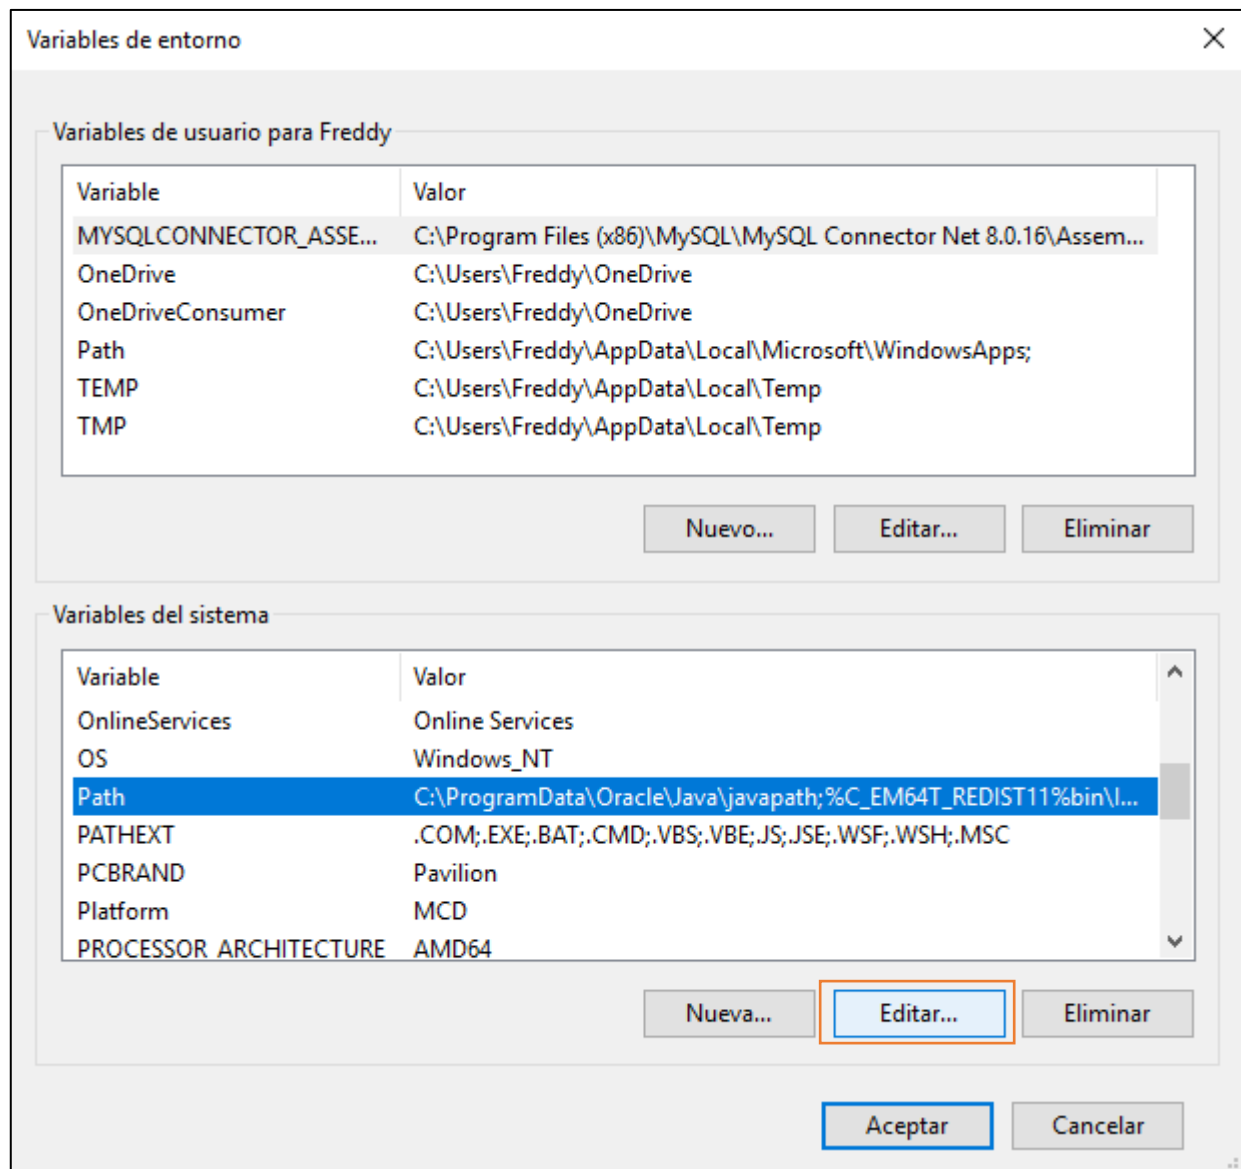 Variables de entorno
Variables de usuario para Freddy
Variable Valor
MYSQLCONNECTOR_ASSE... C:\Program Files (x86)\MySQL\MySQL Connector Net 8.0.16\Assem...
OneDrive C:\Users\Freddy\OneDrive
OneDriveConsumer C:\Users\Freddy\OneDrive
Path C:\Users\Freddy\AppData\Local\Microsoft\WindowsApps;
TEMP C:\Users\Freddy\AppData\Local\Temp
TMP C:\Users\Freddy\AppData\Local\Temp
Nuevo... Editar... Eliminar
Variables del sistema
Variable Valor
OnlineServices Online Services
OS Windows_NT
Path C:\ProgramData\Oracle\Java\javapath;%C_EM64T_REDIST11%bin\I...
PATHEXT .COM;.EXE;.BAT;.CMD;.VBS;.VBE;.JS;.JSE;.WSF;.WSH;.MSC
PCBRAND Pavilion
Platform MCD
PROCESSOR_ARCHITECTURE AMD64
Nueva... Editar... Eliminar
Aceptar Cancelar